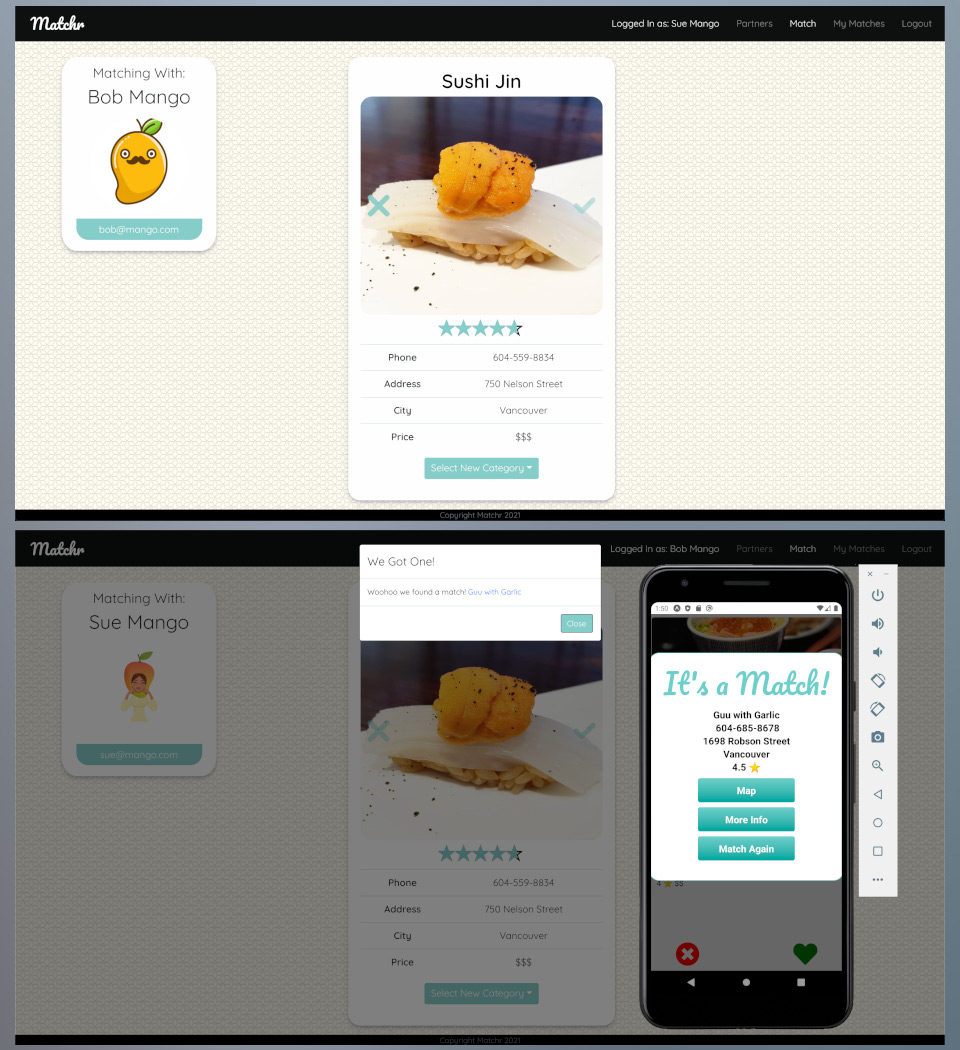 Matchr
Logged In as: Sue Mango Partners Match My Matches Logout
Matching With:
Bob Mango
bob@mango.com
Sushi Jin
Phone 604-559-8834
Address 750 Nelson Street
City Vancouver
Price $$$
Select New Category
Copyright Matchr 2021
Matchr
Logged In as: Bob Mango Partners Match My Matches Logout
We Got One!
Woohoo we found a match! Guu with Garlic
Close
Matching With:
Sue Mango
sue@mango.com
Phone 604-559-8834
Address 750 Nelson Street
City Vancouver
Price $$$
Select New Category
Copyright Matchr 2021
1:50
It's a Match!
Guu with Garlic
604-685-8678
1698 Robson Street
Vancouver
4.5
Map
More Info
Match Again
4 $$